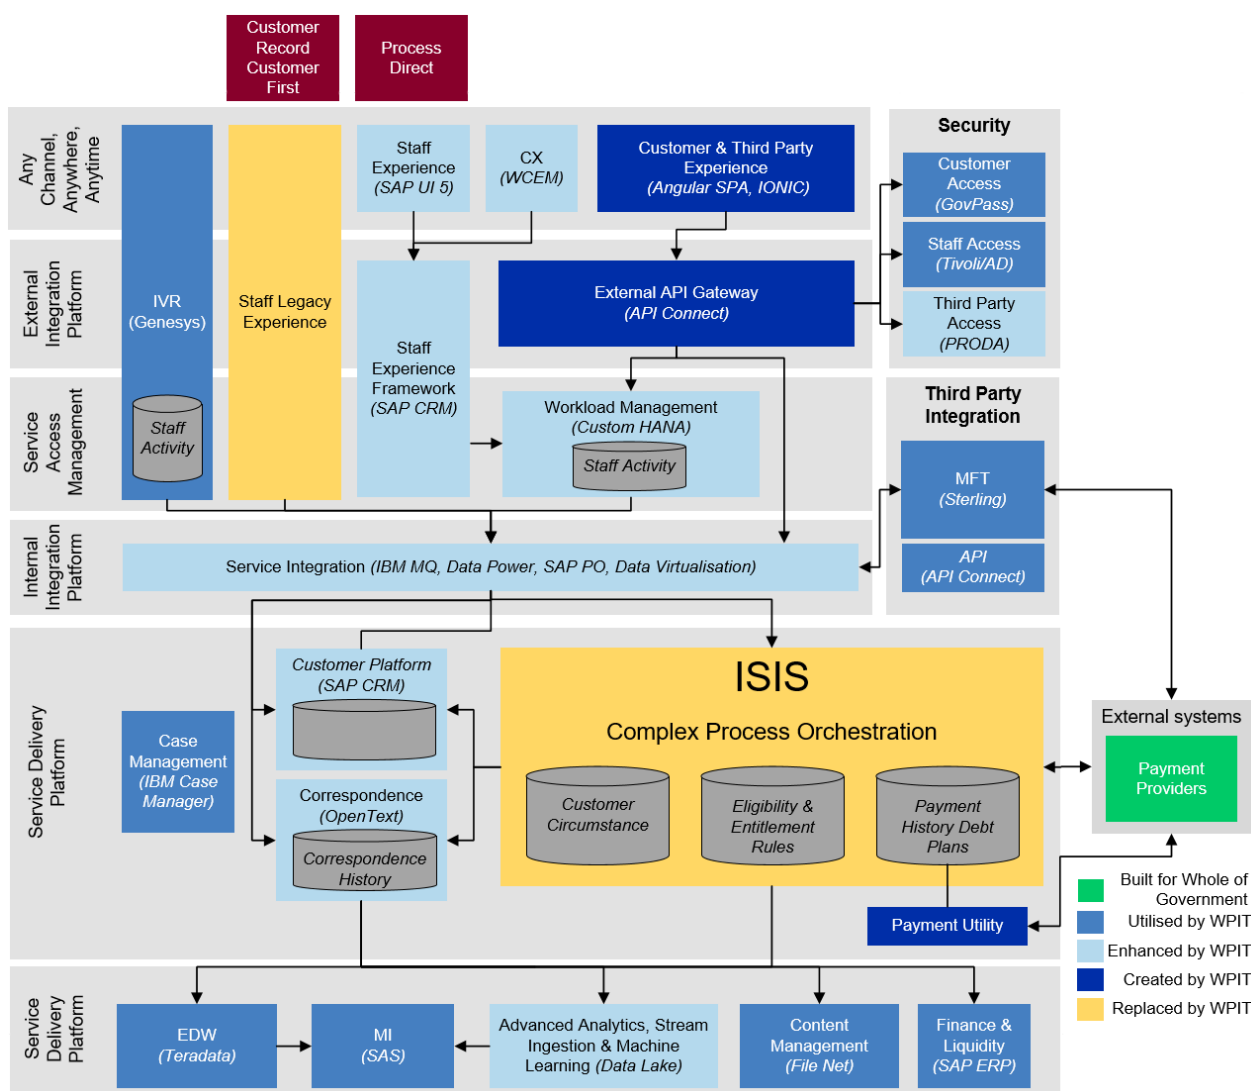 Customer
Record
Customer
First
Process
Direct
Any
Channel,
Anywhere,
Anytime
External
Integration
Platform
Service
Access
Management
Internal
Integration
Platform
Service Delivery
Platform
Service
Delivery
Platform
IVR
(Genesys)
Staff
Activity
Staff Legacy
Experience
Staff
Experience
(SAP UI 5)
CX
(WCEM)
Customer & Third Party
Experience
(Angular SPA, IONIC)
Security
Customer
Access
(GovPass)
Staff Access
(Tivoli/AD)
Third Party
Access
(PRODA)
External API Gateway
(API Connect)
Staff
Experience
Framework
(SAP CRM)
Workload Management
(Custom HANA)
Staff Activity
Third Party
Integration
MFT
(Sterling)
API
(API Connect)
Service Integration (IBM MQ, Data Power, SAP PO, Data Virtualisation)
Case
Management
(IBM Case
Manager)
Customer Platform
(SAP CRM)
Correspondence
(OpenText)
Correspondence
History
ISIS
Complex Process Orchestration
Customer
Circumstance
Eligibility &
Entitlement
Rules
Payment
History Debt
Plans
Payment Utility
External systems
Payment
Providers
Built for Whole of
Government
Utilised by WPIT
Enhanced by WPIT
Created by WPIT
Replaced by WPIT
EDW
(Teradata)
MI
(SAS)
Advanced Analytics, Stream
Ingestion & Machine
Learning (Data Lake)
Content
Management
(File Net)
Finance &
Liquidity
(SAP ERP)